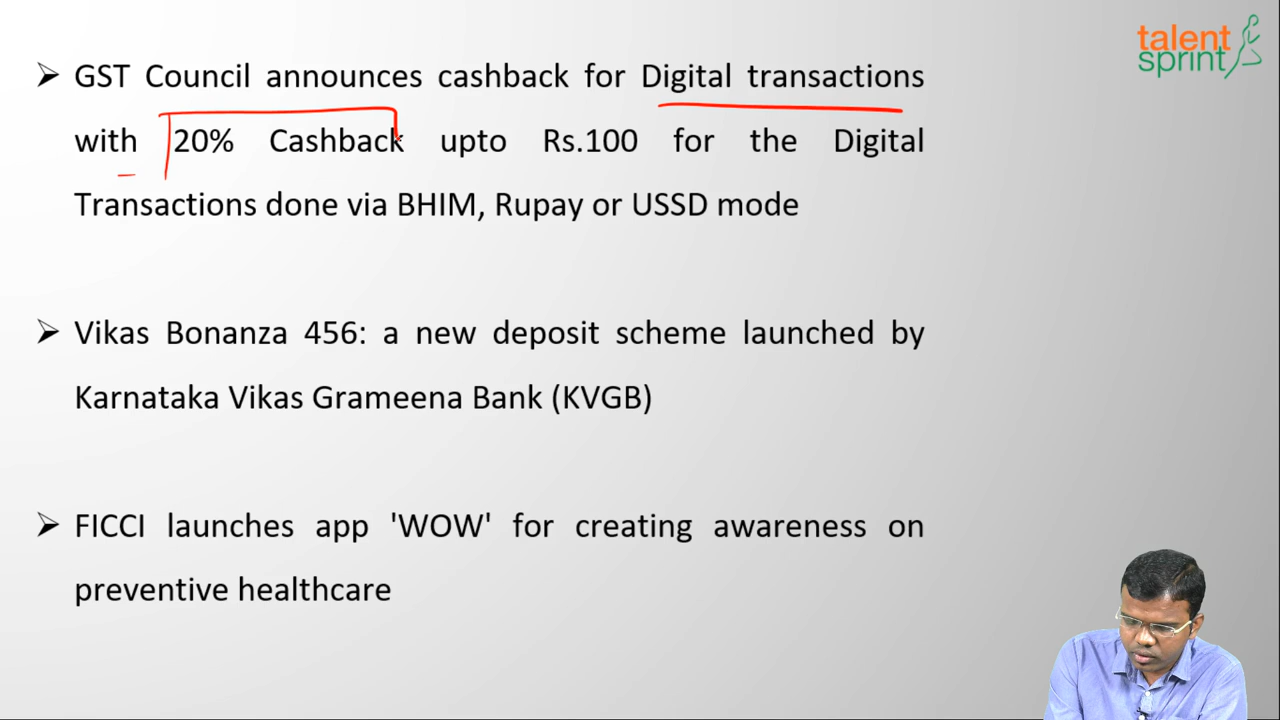 talent
sprint
➢ GST Council announces cashback for Digital transactions
with 20% Cashback upto Rs.100 for the Digital
Transactions done via BHIM, Rupay or USSD mode
➢ Vikas Bonanza 456: a new deposit scheme launched by
Karnataka Vikas Grameena Bank (KVGB)
➢ FICCI launches app 'WOW' for creating awareness on
preventive healthcare